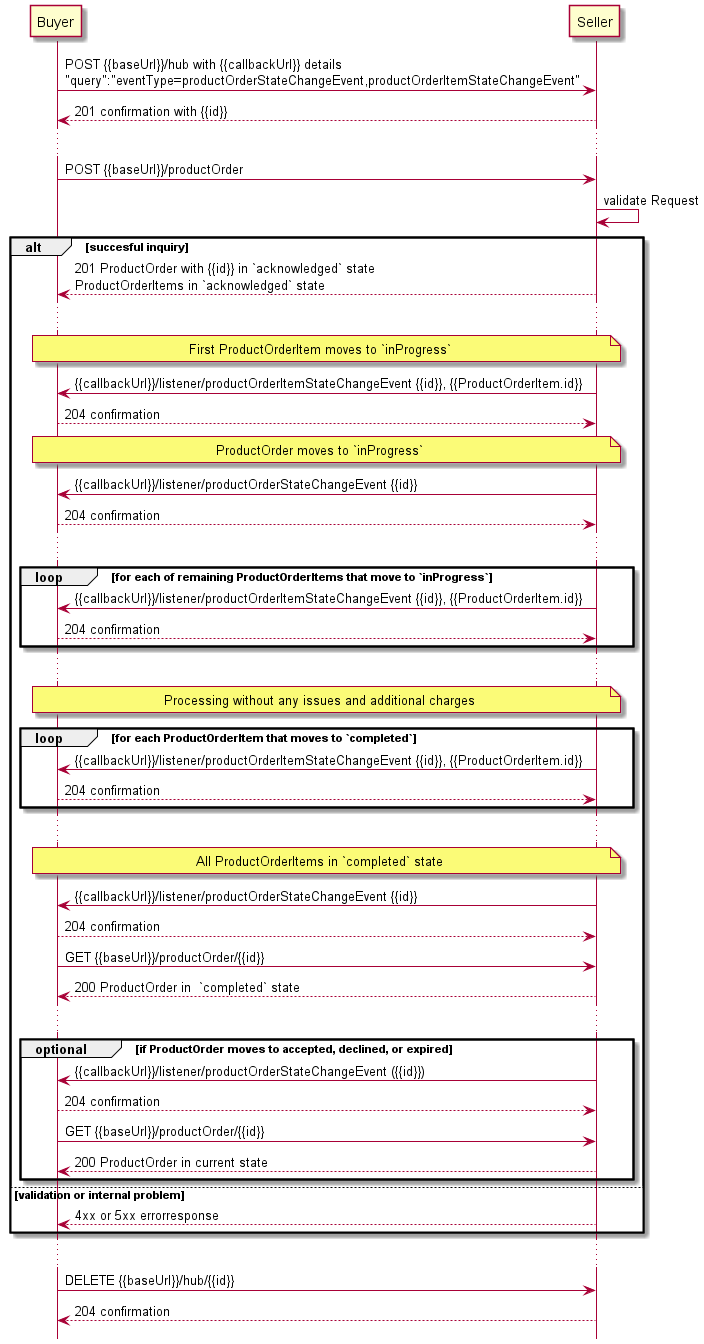 Buyer
Seller
POST {{baseUrl}}/hub with {{callbackUrl}} details
"query":"eventType=productOrderStateChangeEvent,productOrderItemStateChangeEvent"
201 confirmation with {{id}}
POST {{baseUrl}}/productOrder
validate Request
alt
[succesful inquiry]
201 ProductOrder with {{id}} in `acknowledged` state
ProductOrderItems in `acknowledged` state
First ProductOrderItem moves to `inProgress`
{{callbackUrl}}/listener/productOrderItemStateChangeEvent {{id}}, {{ProductOrderItem.id}}
204 confirmation
ProductOrder moves to `inProgress`
{{callbackUrl}}/listener/productOrderStateChangeEvent {{id}}
204 confirmation
loop
[for each of remaining ProductOrderItems that move to `inProgress`]
{{callbackUrl}}/listener/productOrderItemStateChangeEvent {{id}}, {{ProductOrderItem.id}}
204 confirmation
Processing without any issues and additional charges
loop
[for each ProductOrderItem that moves to `completed`]
{{callbackUrl}}/listener/productOrderItemStateChangeEvent {{id}}, {{ProductOrderItem.id}}
204 confirmation
All ProductOrderItems in `completed` state
{{callbackUrl}}/listener/productOrderStateChangeEvent {{id}}
204 confirmation
GET {{baseUrl}}/productOrder/{{id}}
200 ProductOrder in  `completed` state
optional
[if ProductOrder moves to accepted, declined, or expired]
{{callbackUrl}}/listener/productOrderStateChangeEvent ({{id}})
204 confirmation
GET {{baseUrl}}/productOrder/{{id}}
200 ProductOrder in current state
[validation or internal problem]
4xx or 5xx errorresponse
DELETE {{baseUrl}}/hub/{{id}}
204 confirmation